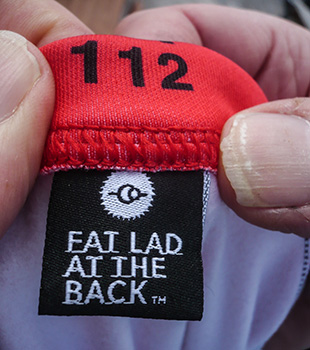 112
FAT LAD
AT THE
BACK TM